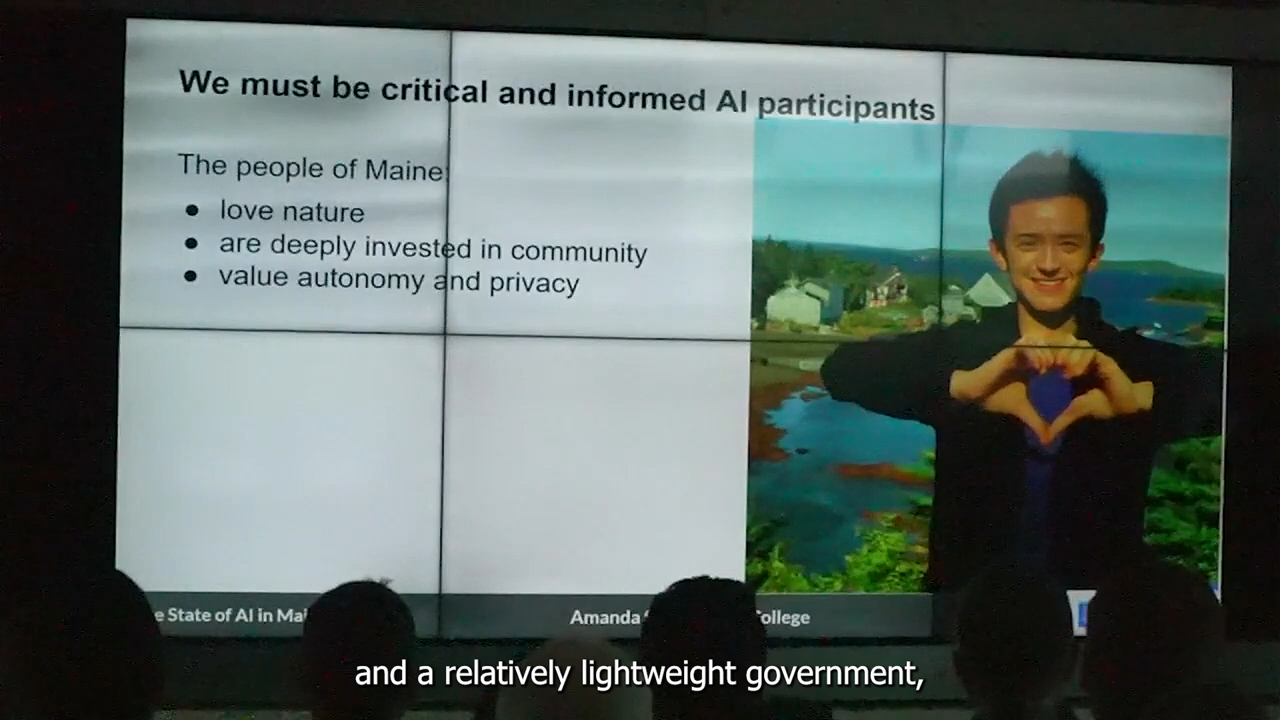 We must be critical and informed AI participants
The people of Maine:
● love nature
● are deeply invested in community
● value autonomy and privacy
e State of AI in Mai
Amanda
ollege
and a relatively lightweight government,